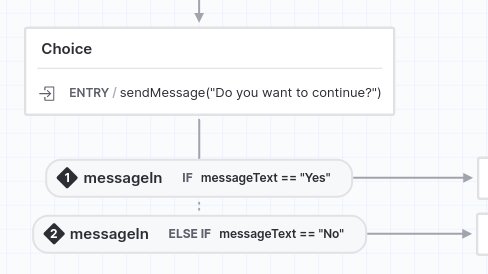 Choice
ENTRY / sendMessage("Do you want to continue?")
1 messageIn IF messageText == "Yes"
2 messageIn ELSE IF messageText == "No"